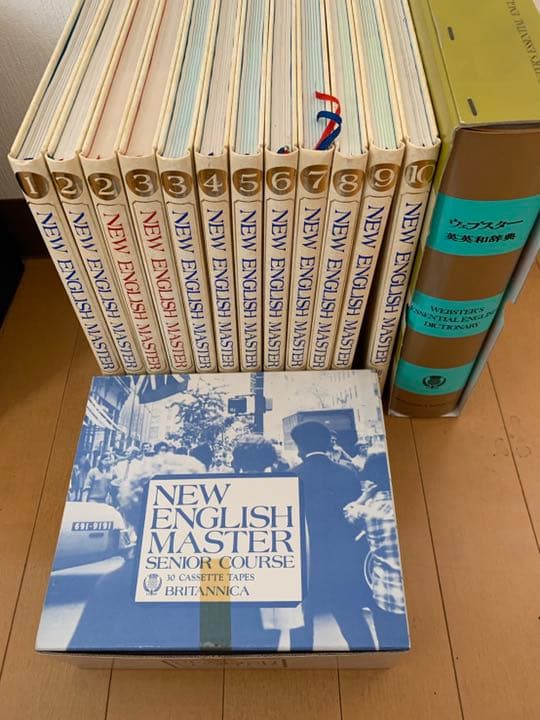 1
NEW ENGLISH MASTER
2
NEW ENGLISH MASTER
2
NEW ENGLISH MASTER
3
NEW ENGLISH MASTER
3
NEW ENGLISH MASTER
4
NEW ENGLISH MASTER
5
NEW ENGLISH MASTER
6
NEW ENGLISH MASTER
7
NEW ENGLISH MASTER
8
NEW ENGLISH MASTER
9
NEW ENGLISH MASTER
10
NEW ENGLISH MASTER
ウェブスター
英英和辞典
WEBSTER'S
ESSENTIAL ENGLISH
DICTIONARY
691-9191
NEW
ENGLISH
MASTER
SENIOR COURSE
30 CASSETTE TAPES
BRITANNICA